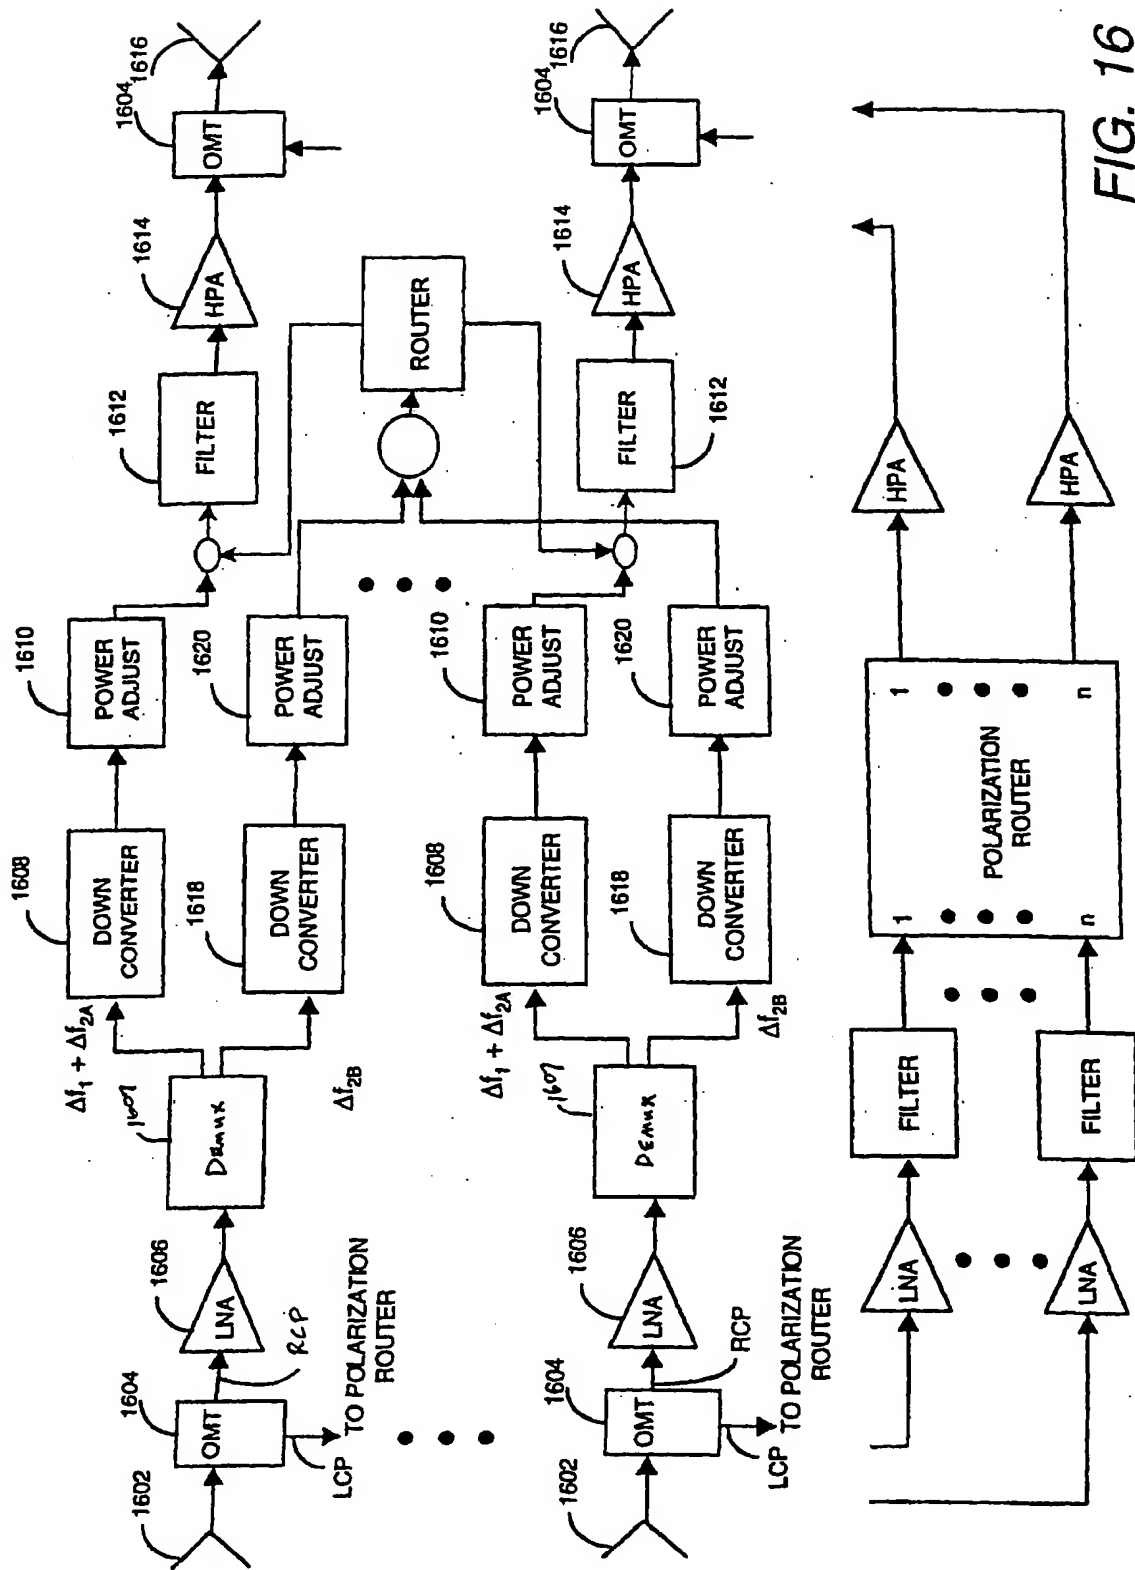 1602
1604
OMT
LCP
TO POLARIZATION
ROUTER
RCP
1606
LNA
1607
Demux
Δf1 + Δf2A
Δf2B
1608
DOWN
CONVERTER
1618
DOWN
CONVERTER
1610
POWER
ADJUST
1620
POWER
ADJUST
1612
FILTER
1614
HPA
1604
OMT
1616
ROUTER
1602
1604
OMT
LCP
TO POLARIZATION
ROUTER
RCP
1606
LNA
1607
Demux
Δf1 + Δf2A
Δf2B
1608
DOWN
CONVERTER
1618
DOWN
CONVERTER
1610
POWER
ADJUST
1620
POWER
ADJUST
FILTER
1612
1614
HPA
1604
OMT
1616
LNA
FILTER
1
n
POLARIZATION
ROUTER
1
n
HPA
LNA
FILTER
HPA
FIG. 16